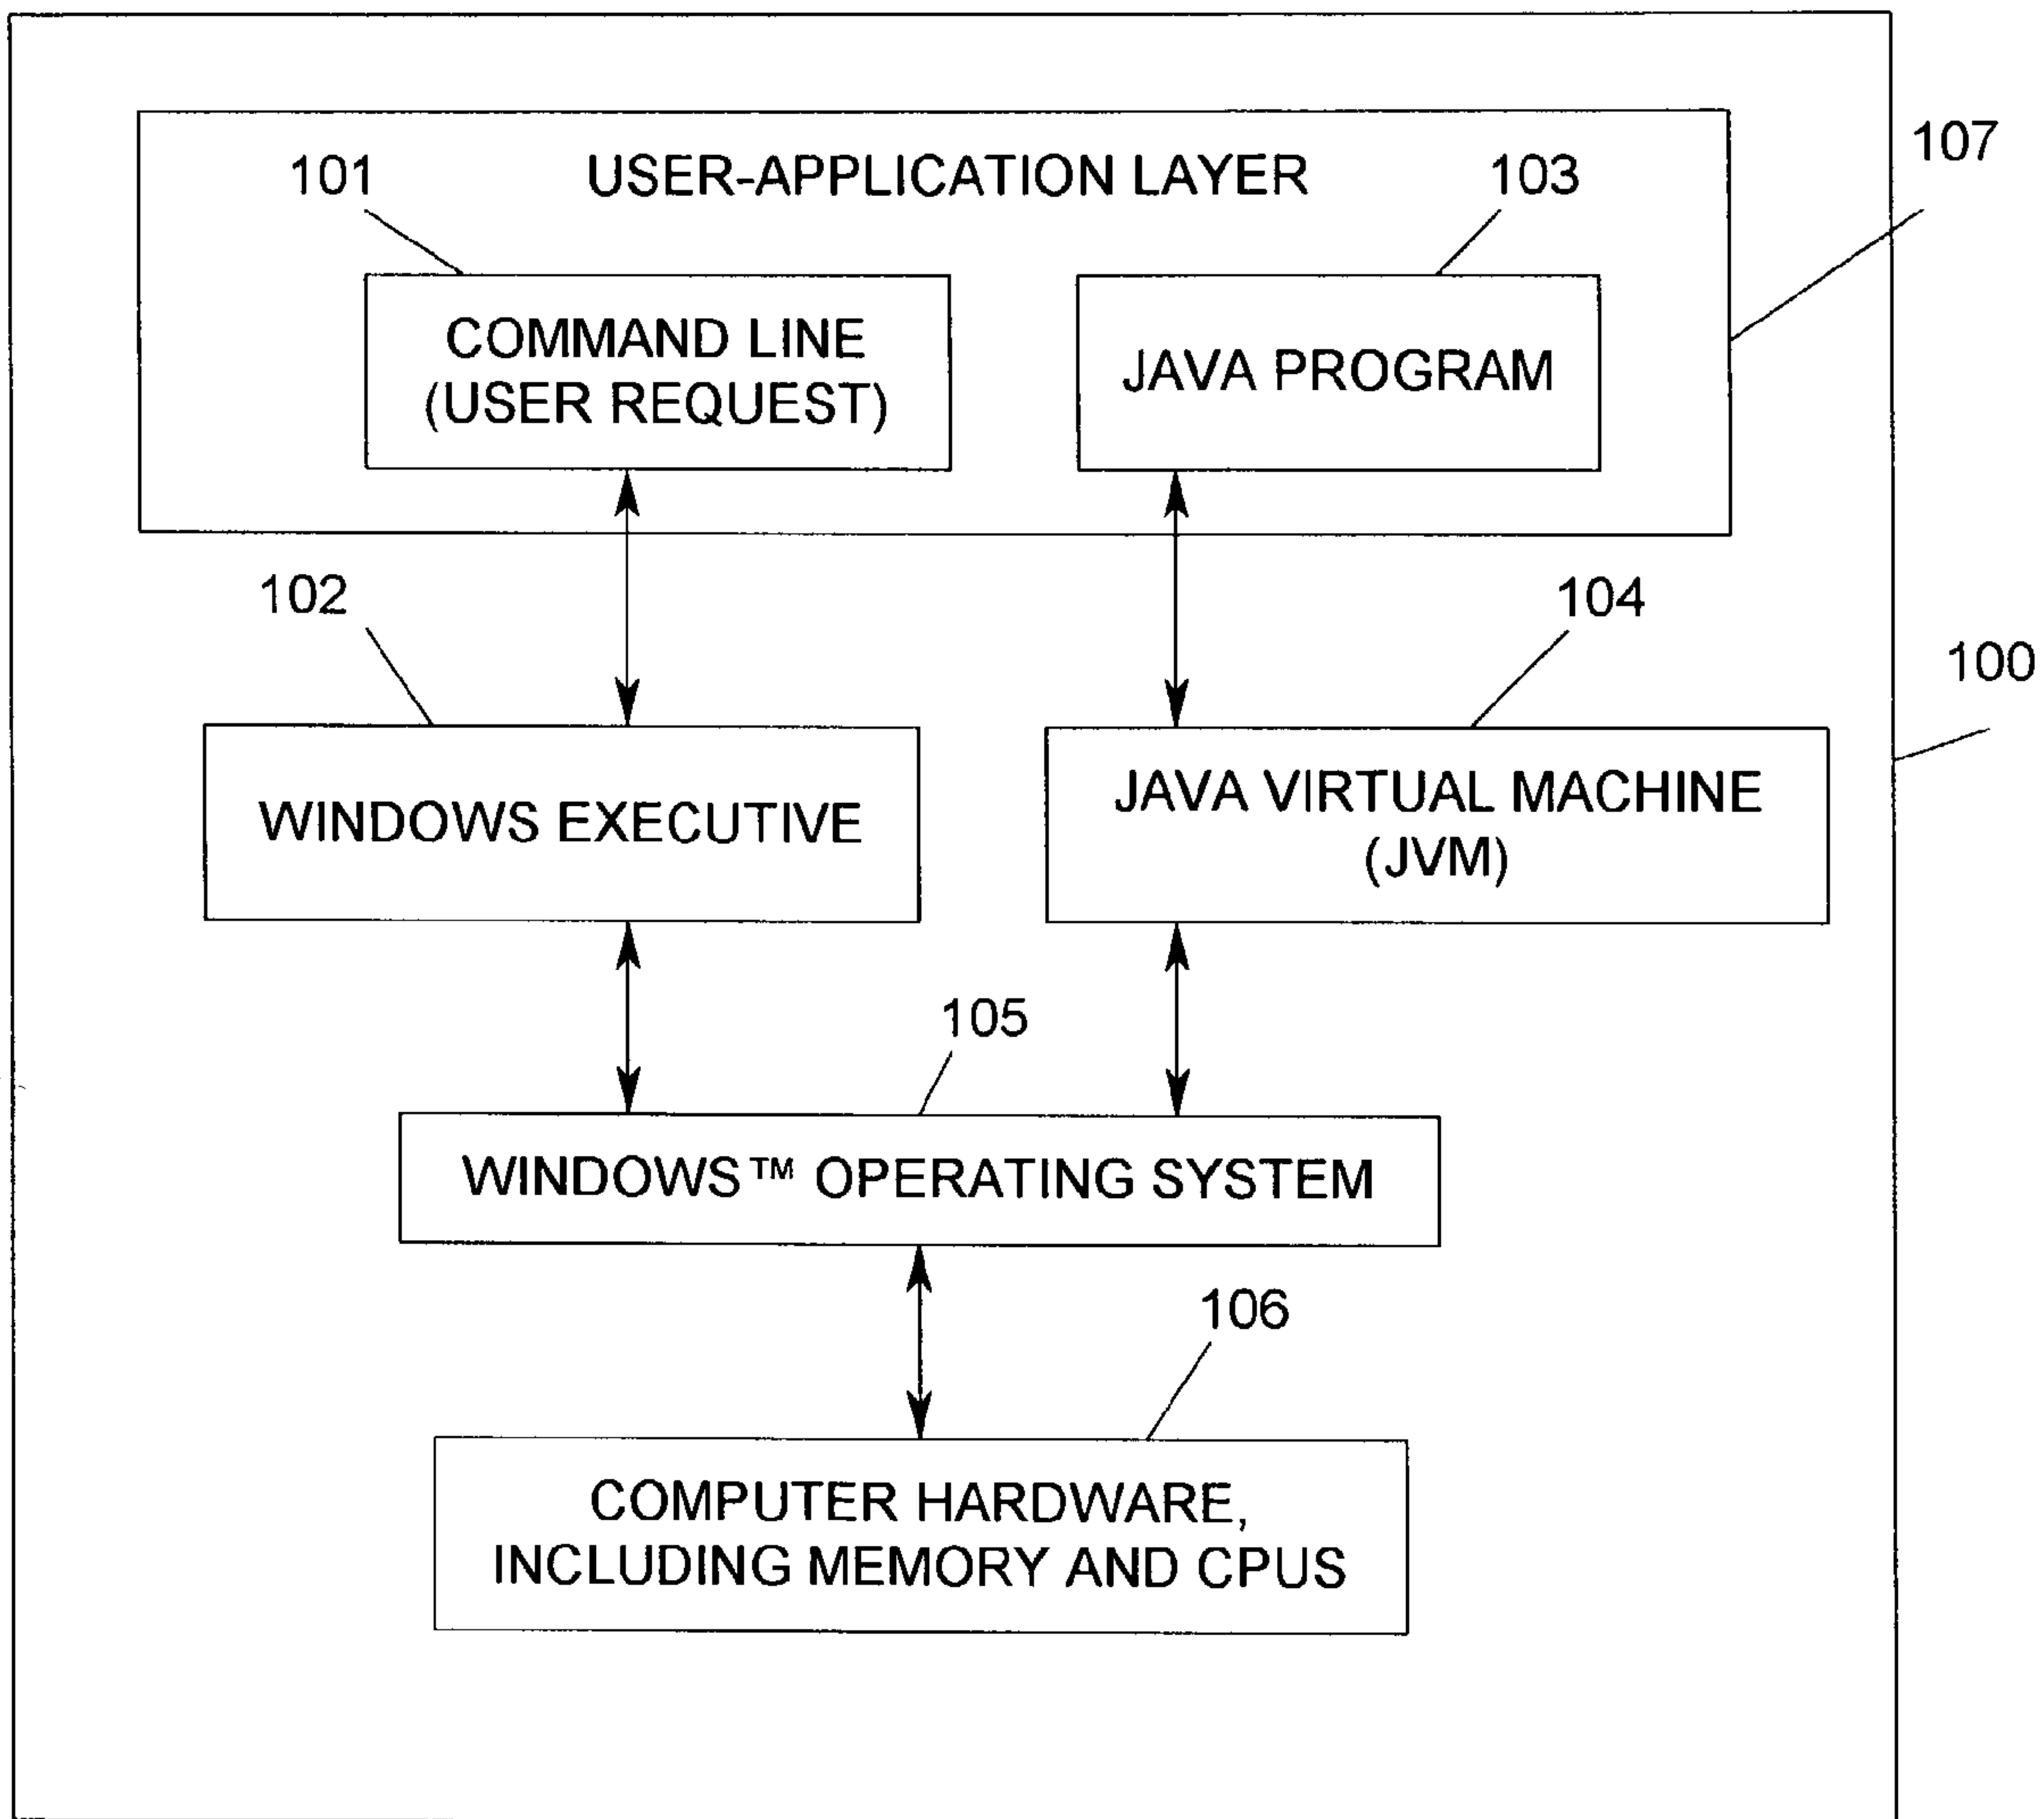 107
101
USER-APPLICATION LAYER
103
COMMAND LINE
(USER REQUEST)
JAVA PROGRAM
102
104
100
WINDOWS EXECUTIVE
JAVA VIRTUAL MACHINE
(JVM)
105
WINDOWS™ OPERATING SYSTEM
106
COMPUTER HARDWARE,
INCLUDING MEMORY AND CPUS